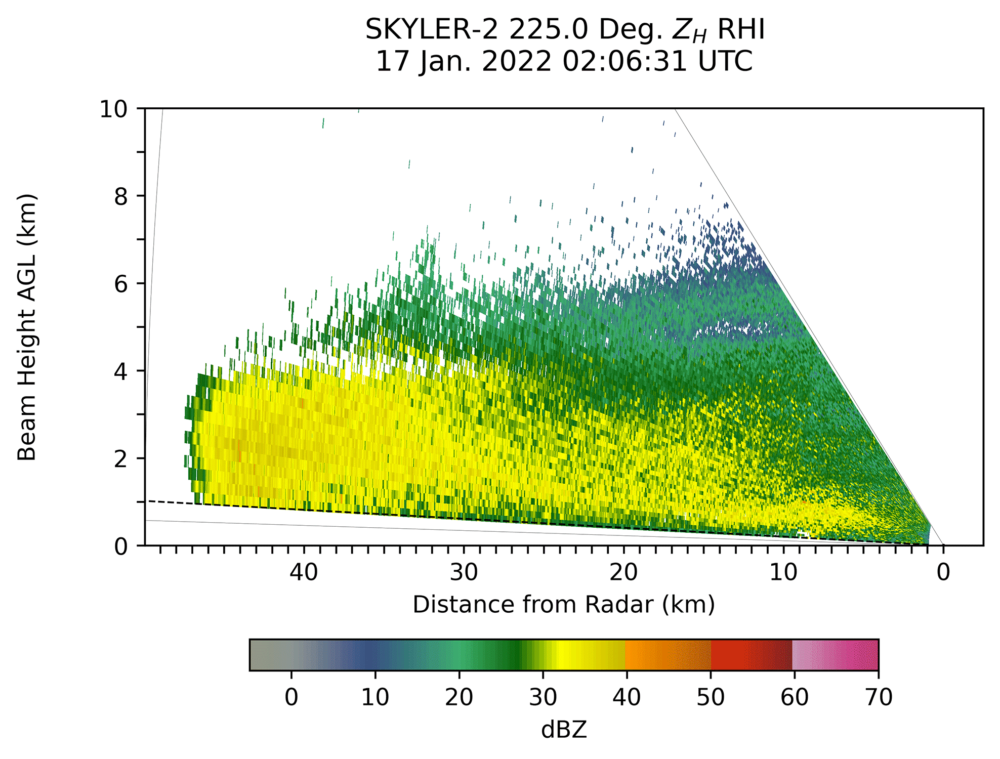 SKYLER-2 225.0 Deg. Z_H RHI
17 Jan. 2022 02:06:31 UTC
10
8
6
4
2
0
Beam Height AGL (km)
40 30 20 10 0
Distance from Radar (km)
0 10 20 30 40 50 60 70
dBZ